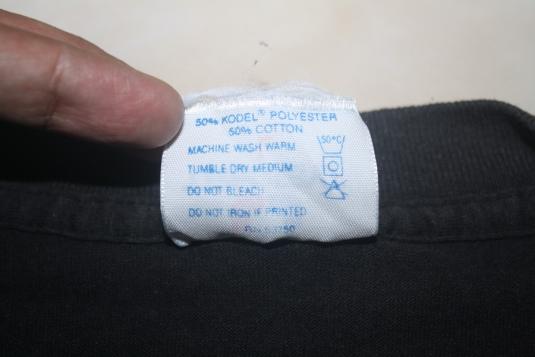 50% KODEL® POLYESTER
50% COTTON
MACHINE WASH WARM
50°C
TUMBLE DRY MEDIUM
DO NOT BLEACH
DO NOT IRON IF PRINTED